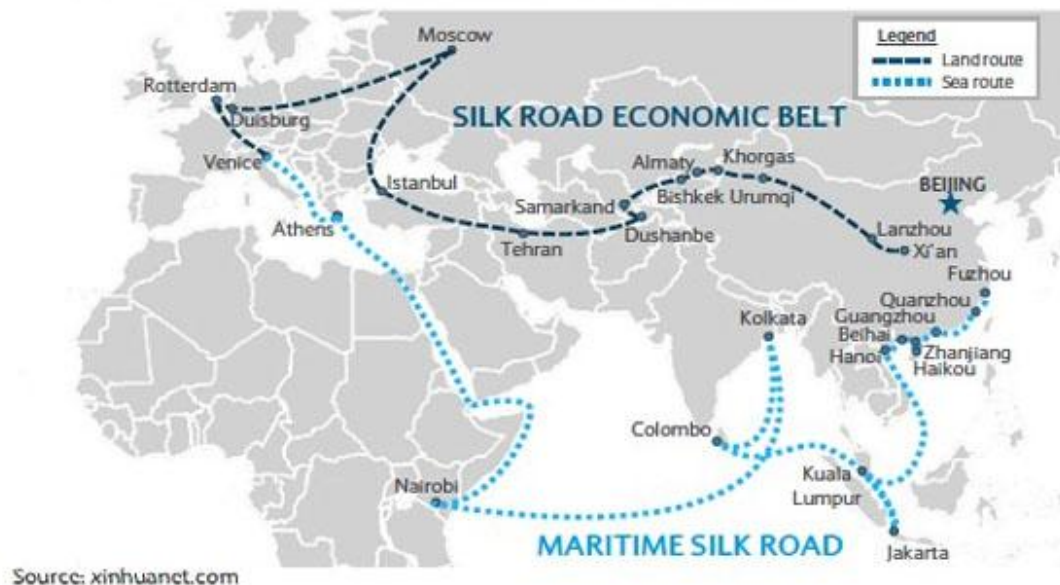 Legend
Land route
Sea route
Moscow
Rotterdam
Duisburg
SILK ROAD ECONOMIC BELT
Venice
Almaty
Khorgas
Istanbul
Bishkek Urumqi
BEIJING
Samarkand
Athens
Tehran
Dushanbe
Lanzhou
Xi'an
Fuzhou
Quanzhou
Kolkata
Guangzhou
Beihai
Hanoi
Zhanjiang
Haikou
Colombo
Kuala
Lumpur
Nairobi
MARITIME SILK ROAD
Jakarta
Source: xinhuanet.com